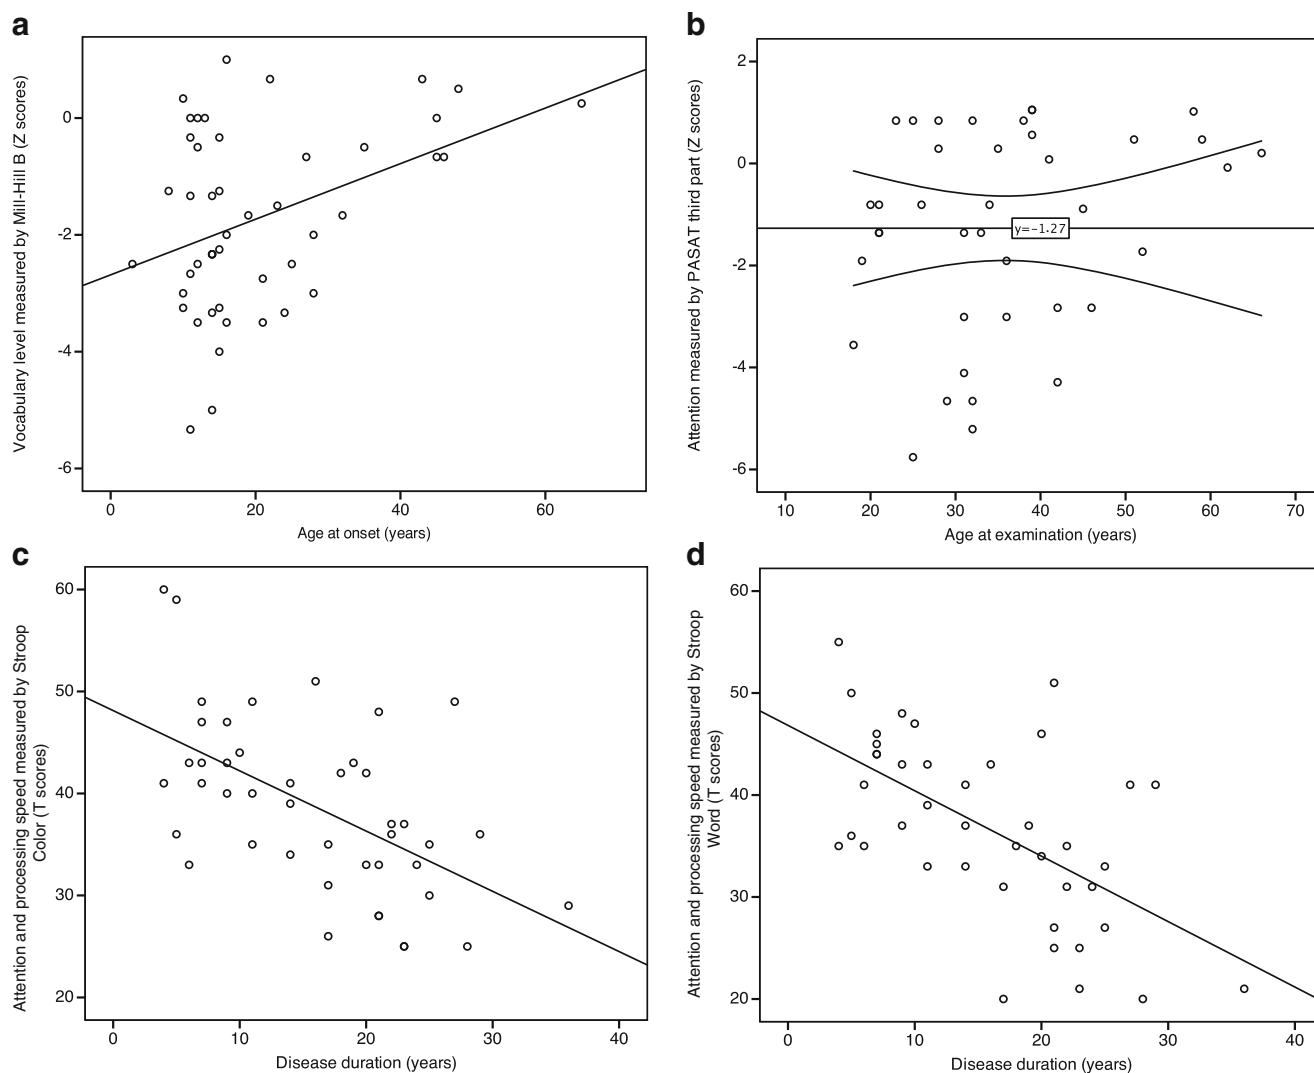 a
Vocabulary level measured by Mill-Hill B (Z scores)
0
-2
-4
-6
0 20 40 60
Age at onset (years)
b
Attention measured by PASAT third part (Z scores)
2
0
-2
-4
-6
y=-1.27
10 20 30 40 50 60 70
Age at examination (years)
c
Attention and processing speed measured by Stroop
Color (T scores)
60
50
40
30
20
0 10 20 30 40
Disease duration (years)
d
Attention and processing speed measured by Stroop
Word (T scores)
60
50
40
30
20
0 10 20 30 40
Disease duration (years)